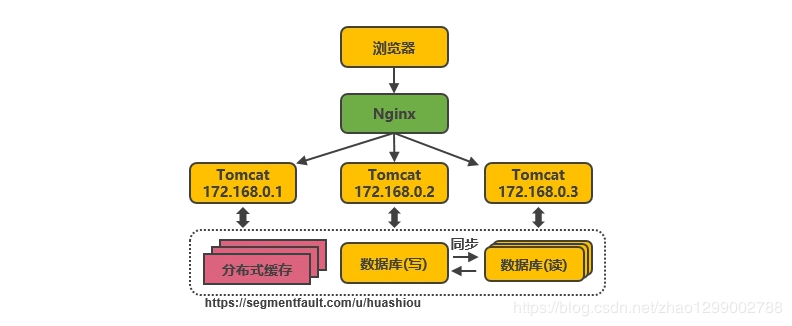 浏览器
Nginx
Tomcat
172.168.0.1
Tomcat
172.168.0.2
Tomcat
172.168.0.3
分布式缓存
数据库(写)
同步
数据库(读)
https://segmentfault.com/u/huashiou
https://blog.csdn.net/zhao1299002788